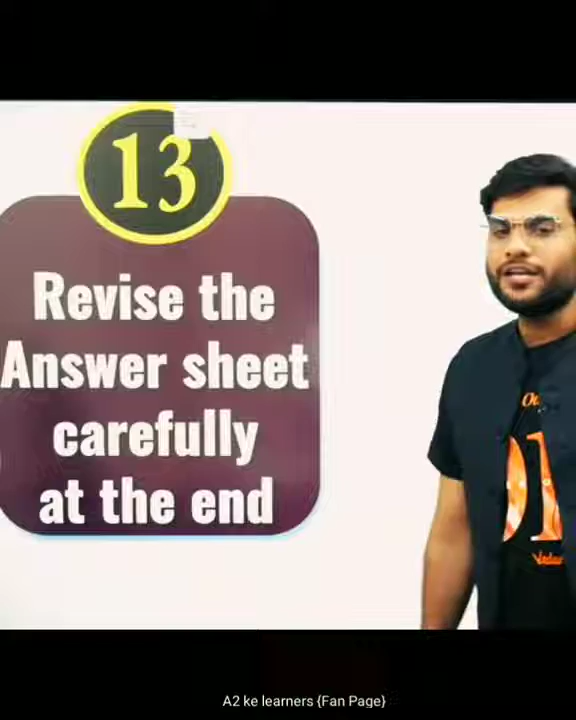 13
Revise the
Answer sheet
carefully
at the end
A2 ke learners {Fan Page}